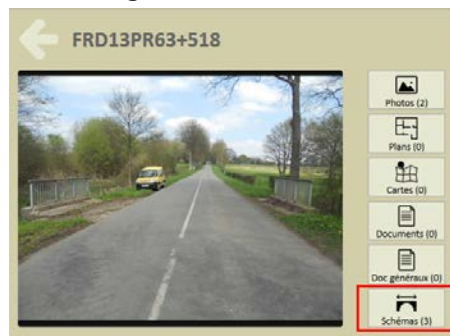 FRD13PR63+518
Photos (2)
Plans (0)
Cartes (0)
Documents (0)
Doc généraux (0)
Schémas (3)